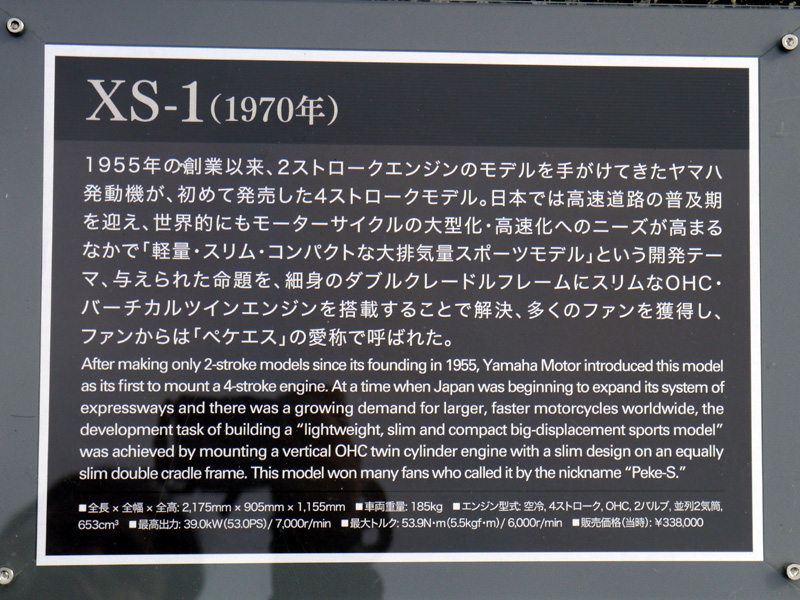 XS-1(1970年)
1955年の創業以来、2ストロークエンジンのモデルを手がけてきたヤマハ
発動機が、初めて発売した4ストロークモデル。日本では高速道路の普及期
を迎え、世界的にもモーターサイクルの大型化・高速化へのニーズが高まる
なかで「軽量・スリム・コンパクトな大排気量スポーツモデル」という開発テー
マ、与えられた命題を、細身のダブルクレードルフレームにスリムなOHC・
バーチカルツインエンジンを搭載することで解決、多くのファンを獲得し、
ファンからは「ペケエス」の愛称で呼ばれた。
After making only 2-stroke models since its founding in 1955, Yamaha Motor introduced this model
as its first to mount a 4-stroke engine. At a time when Japan was beginning to expand its system of
expressways and there was a growing demand for larger, faster motorcycles worldwide, the
development task of building a “lightweight, slim and compact big-displacement sports model”
was achieved by mounting a vertical OHC twin cylinder engine with a slim design on an equally
slim double cradle frame. This model won many fans who called it by the nickname “Peke-S.”
■全長×全幅×全高: 2,175mm×905mm×1,155mm ■車両重量: 185kg ■エンジン型式: 空冷, 4ストローク, OHC, 2バルブ, 並列2気筒,
653cm³ ■最高出力: 39.0kW(53.0PS)/7,000r/min ■最大トルク: 53.9N・m(5.5kgf・m)/6,000r/min ■販売価格(当時): ¥338,000